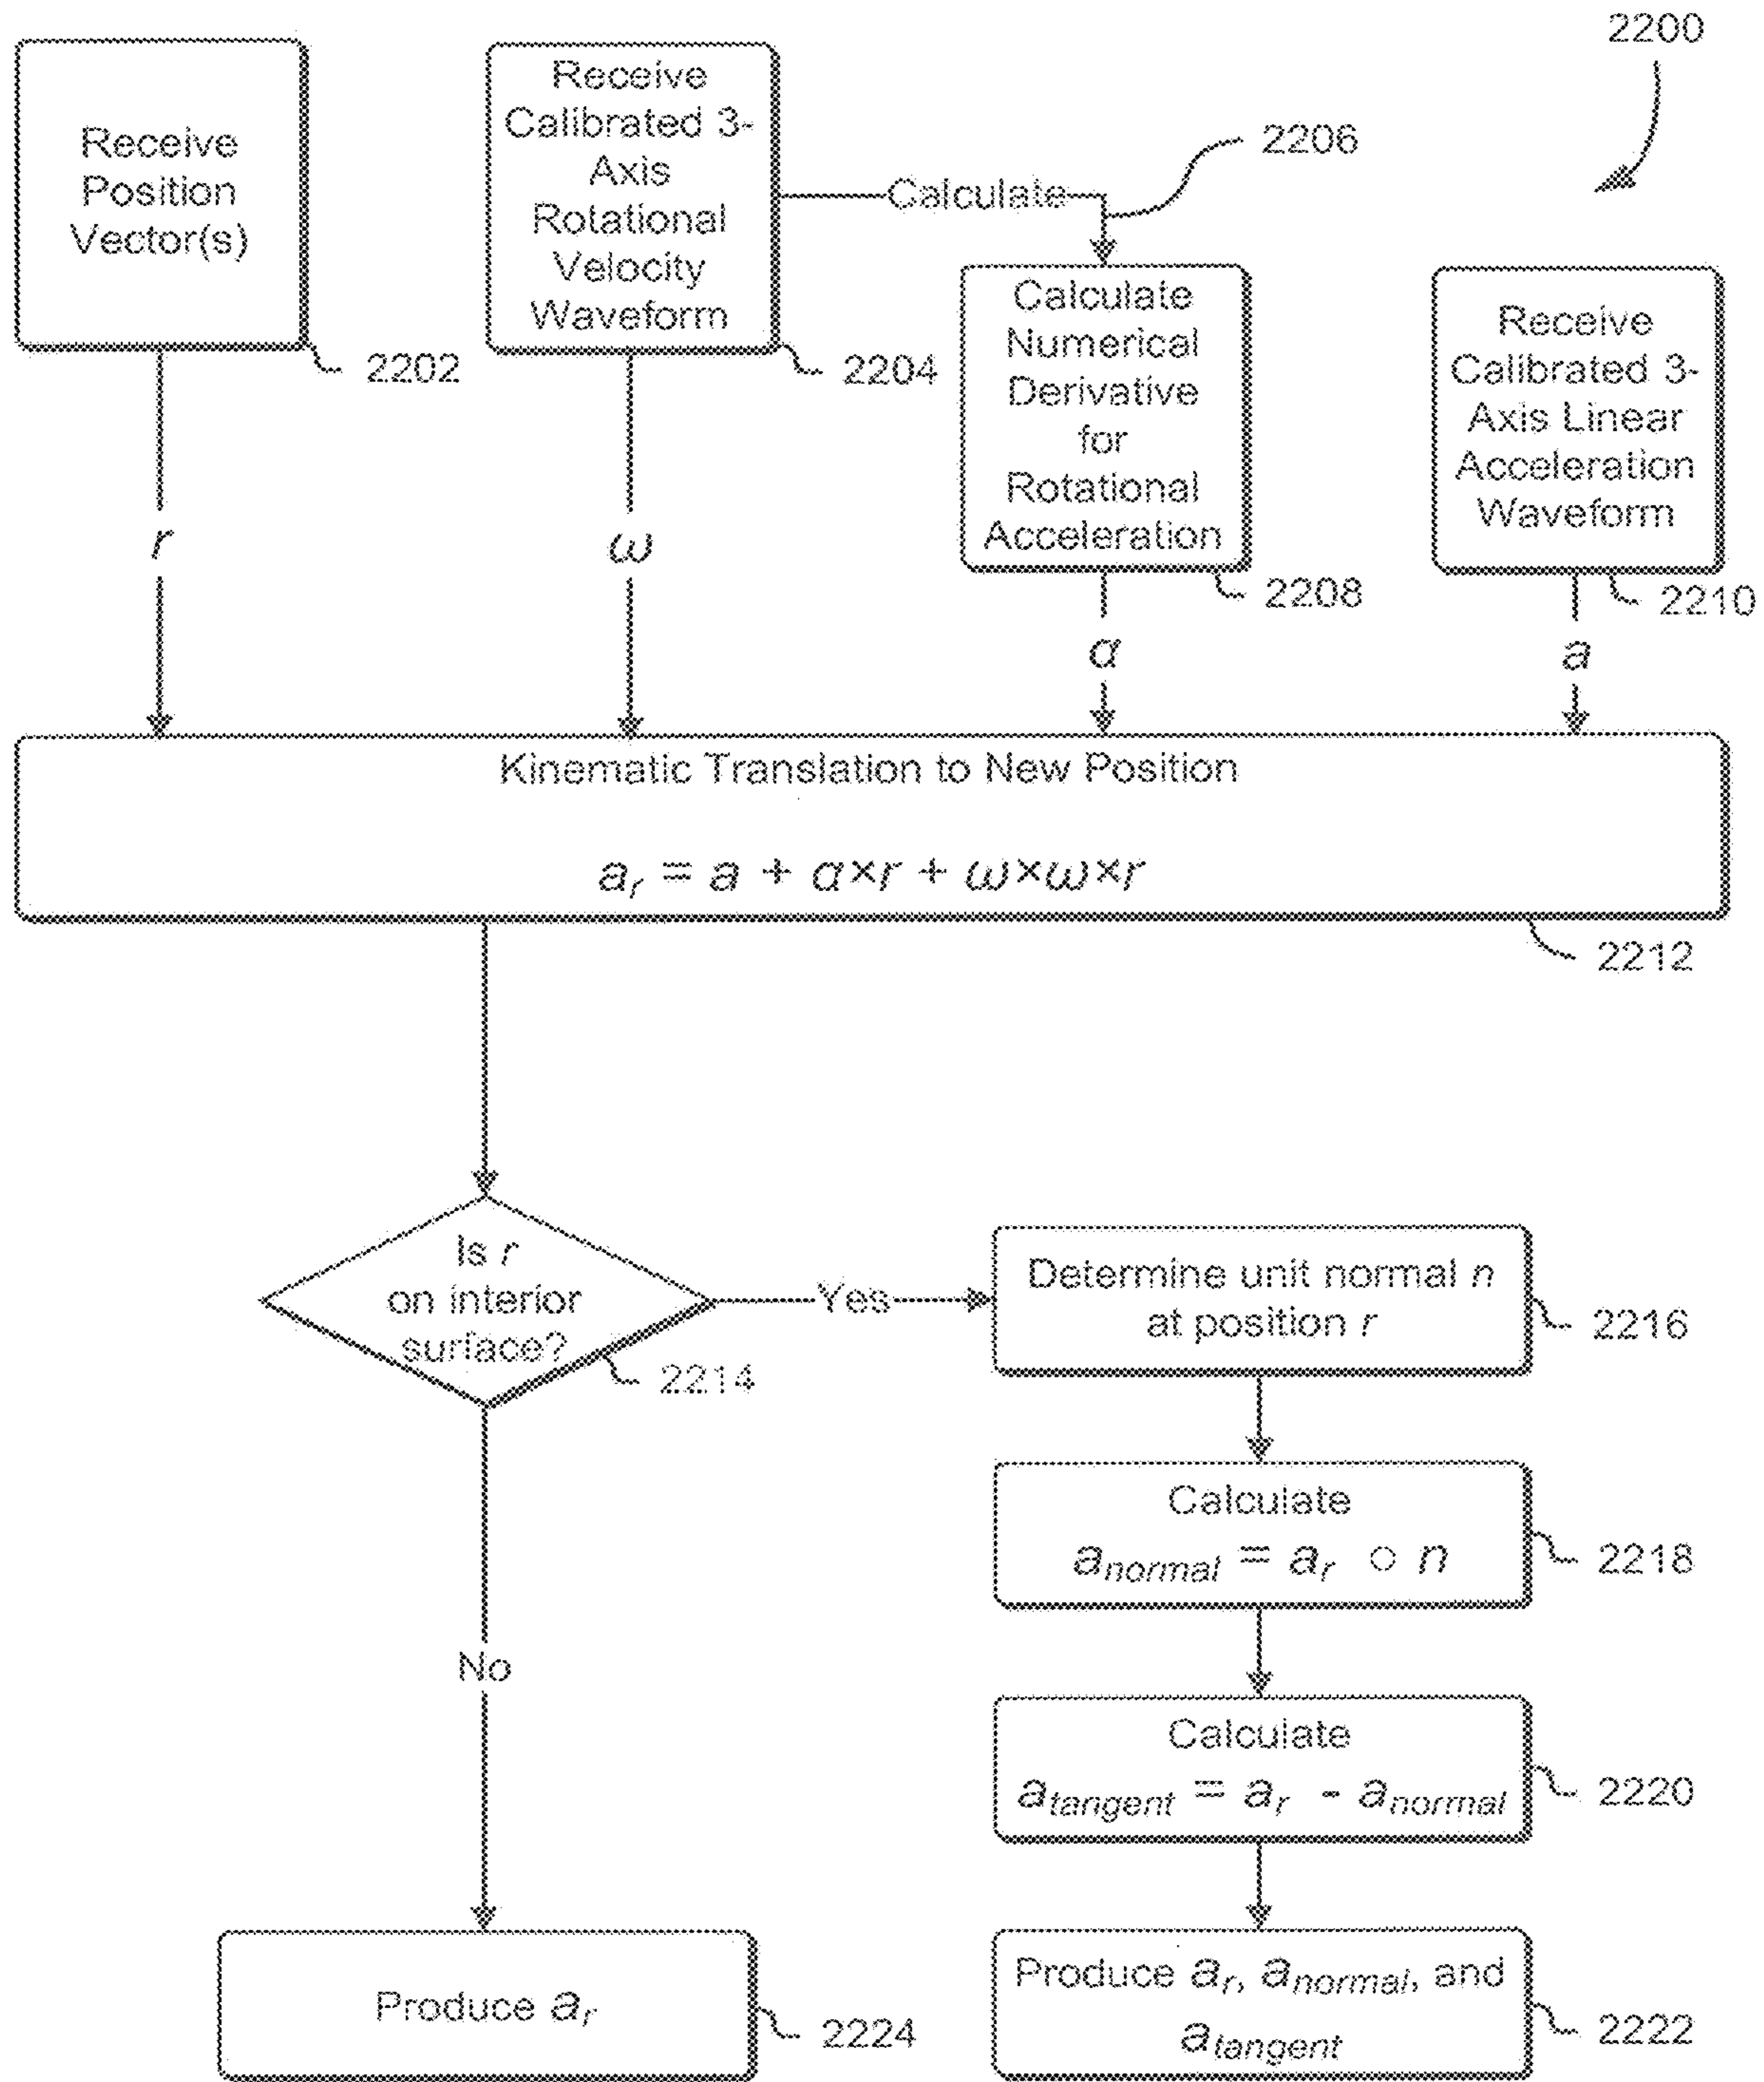 2200
Receive
Position
Vector(s)
2202
r
Receive
Calibrated 3-
Axis
Rotational
Velocity
Waveform
2204
ω
Calculate
2206
Calculate
Numerical
Derivative
for
Rotational
Acceleration
2208
α
Receive
Calibrated 3-
Axis Linear
Acceleration
Waveform
2210
a
Kinematic Translation to New Position
a_r = a + α×r + ω×ω×r
2212
Is r
on interior
surface?
2214
Yes
Determine unit normal n
at position r
2216
Calculate
a_normal = a_r ○ n
2218
Calculate
a_tangent = a_r - a_normal
2220
Produce a_r, a_normal, and
a_tangent
2222
No
Produce a_r
2224